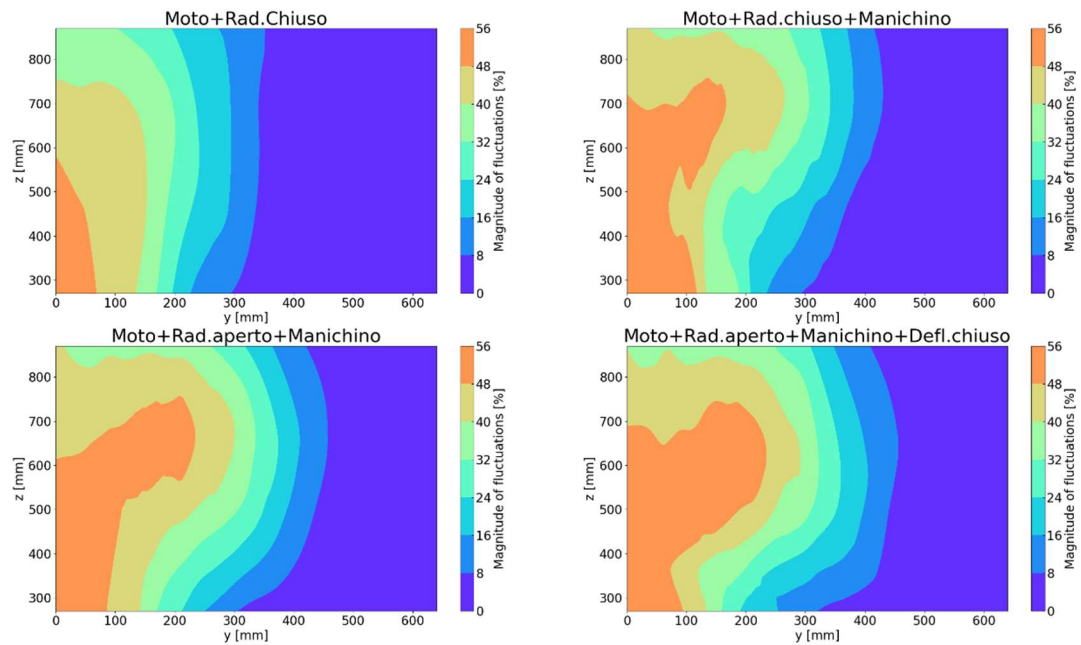 Moto+Rad.Chiuso
z [mm]
800
700
600
500
400
300
0 100 200 300 400 500 600
y [mm]
56
48
40
32
24
16
8
0
Magnitude of fluctuations [%]
Moto+Rad.chiuso+Manichino
z [mm]
800
700
600
500
400
300
0 100 200 300 400 500 600
y [mm]
56
48
40
32
24
16
8
0
Magnitude of fluctuations [%]
Moto+Rad.aperto+Manichino
z [mm]
800
700
600
500
400
300
0 100 200 300 400 500 600
y [mm]
56
48
40
32
24
16
8
0
Magnitude of fluctuations [%]
Moto+Rad.aperto+Manichino+Defl.chiuso
z [mm]
800
700
600
500
400
300
0 100 200 300 400 500 600
y [mm]
56
48
40
32
24
16
8
0
Magnitude of fluctuations [%]